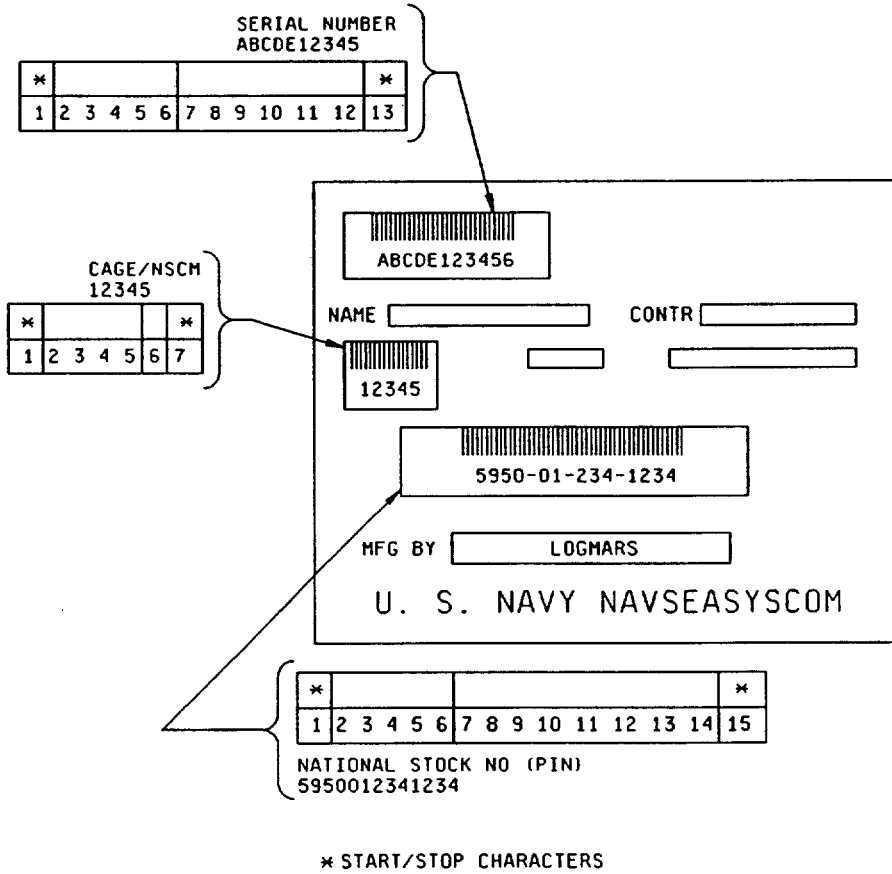 SERIAL NUMBER
ABCDE12345
* *
1 2 3 4 5 6 7 8 9 10 11 12 13
ABCDE123456
CAGE/NSCM
12345
* *
1 2 3 4 5 6 7
NAME CONTR
12345
5950-01-234-1234
MFG BY LOGMARS
U. S. NAVY NAVSEASYSCOM
* *
1 2 3 4 5 6 7 8 9 10 11 12 13 14 15
NATIONAL STOCK NO (PIN)
5950012341234
* START/STOP CHARACTERS